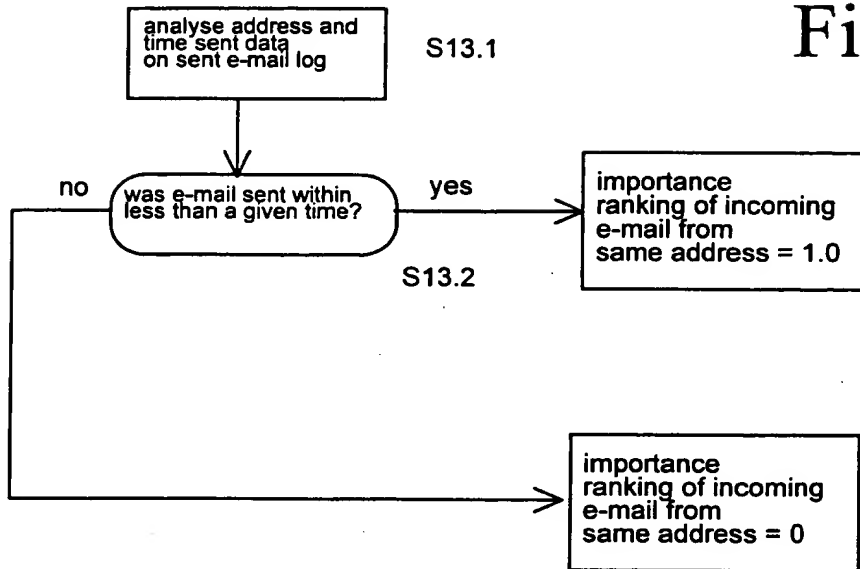 analyse address and
time sent data
on sent e-mail log
S13.1
Fi
no
was e-mail sent within
less than a given time?
yes
S13.2
importance
ranking of incoming
e-mail from
same address = 1.0
importance
ranking of incoming
e-mail from
same address = 0